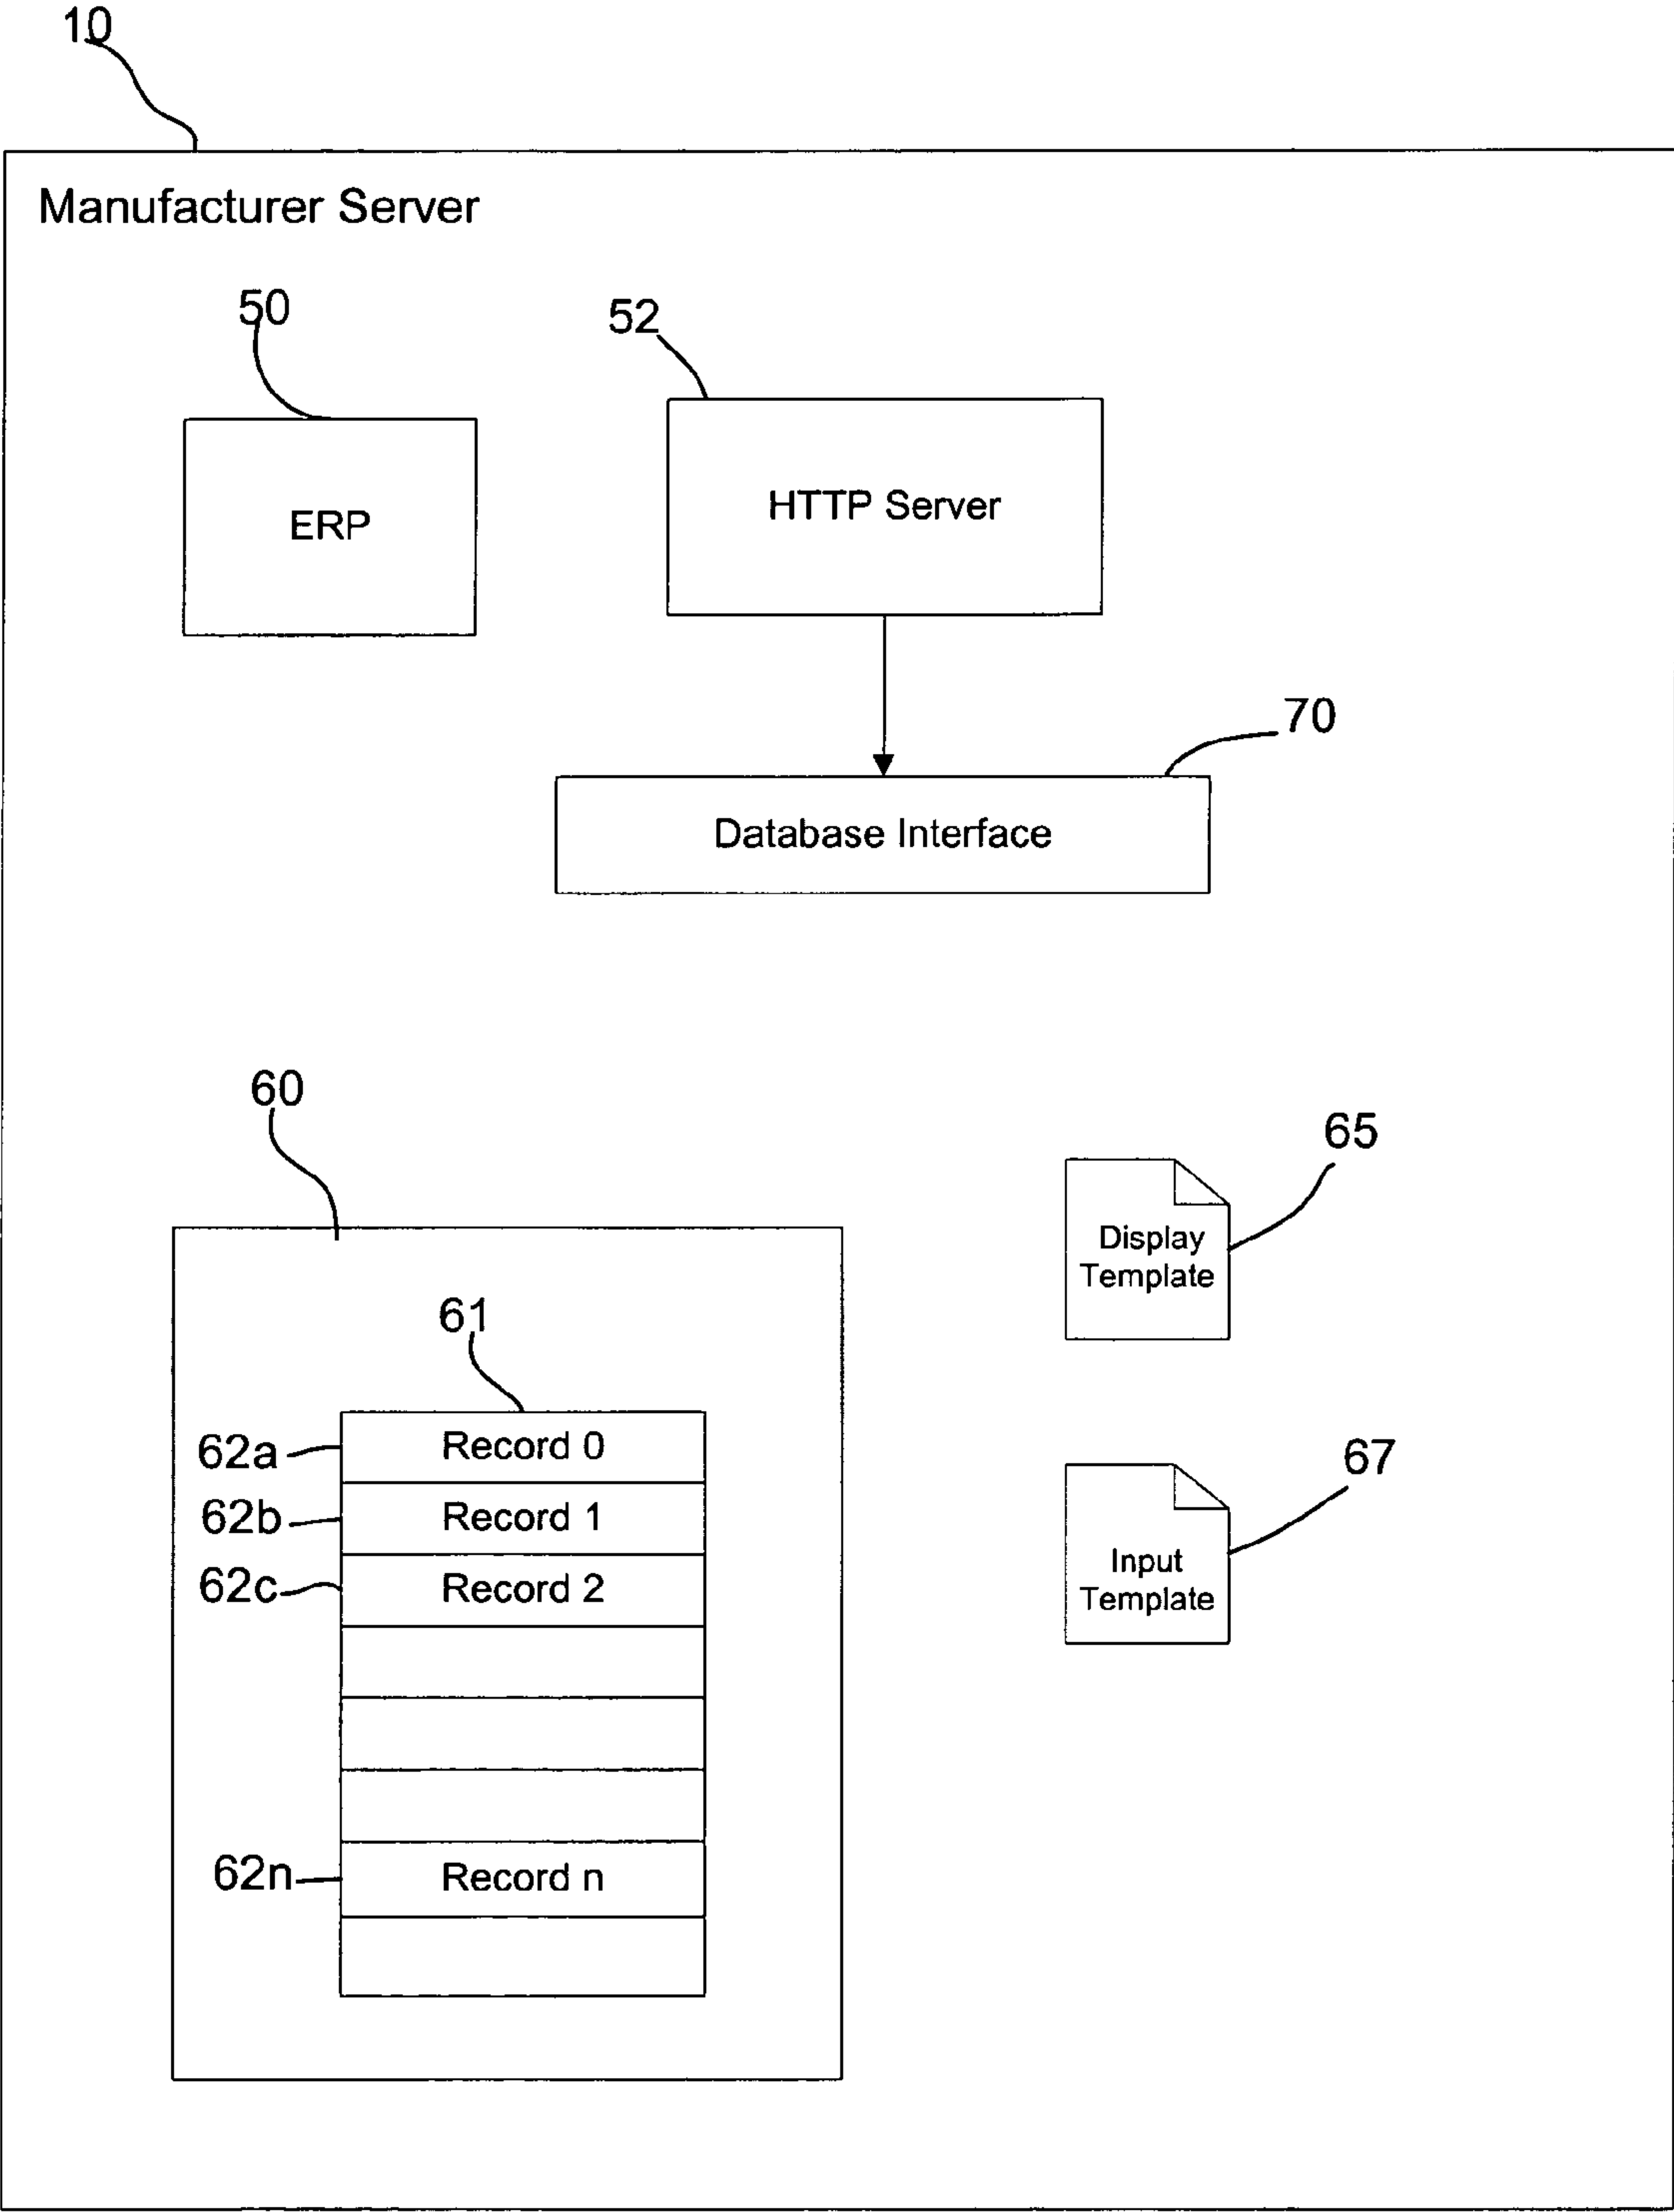 10
Manufacturer Server
50
52
ERP
HTTP Server
70
Database Interface
60
65
Display
Template
61
62a
Record 0
67
62b
Record 1
Input
Template
62c
Record 2
62n
Record n